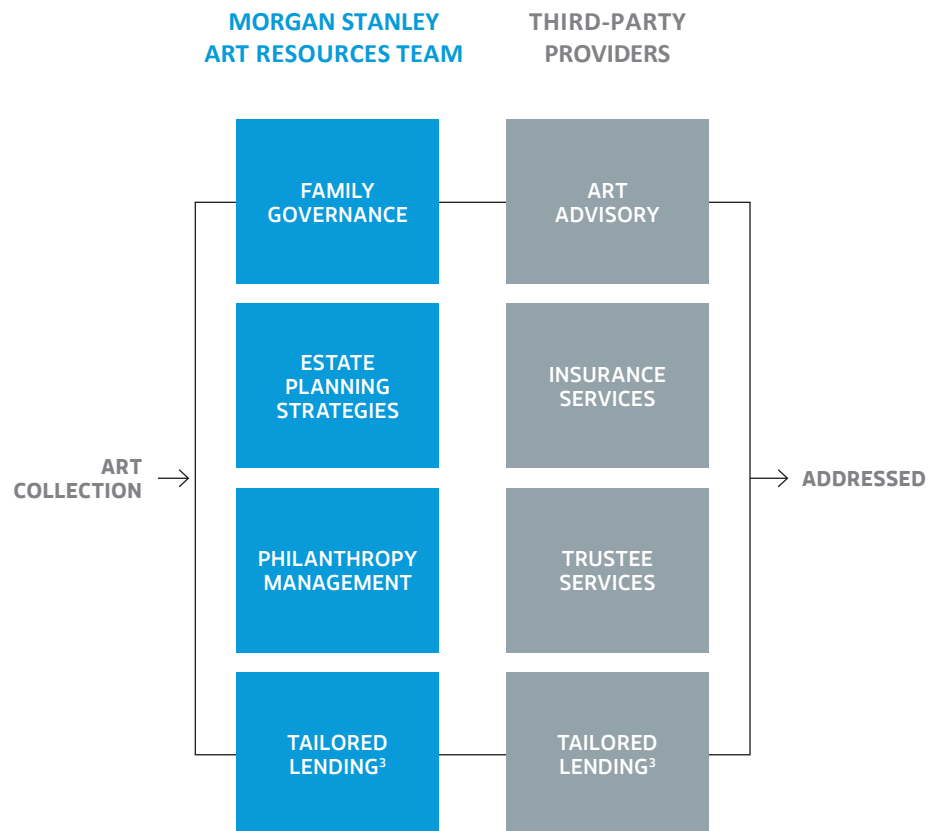 MORGAN STANLEY
ART RESOURCES TEAM
THIRD-PARTY
PROVIDERS
FAMILY
GOVERNANCE
ART
ADVISORY
ESTATE
PLANNING
STRATEGIES
INSURANCE
SERVICES
ART
COLLECTION
ADDRESSED
PHILANTHROPY
MANAGEMENT
TRUSTEE
SERVICES
TAILORED
LENDING³
TAILORED
LENDING³